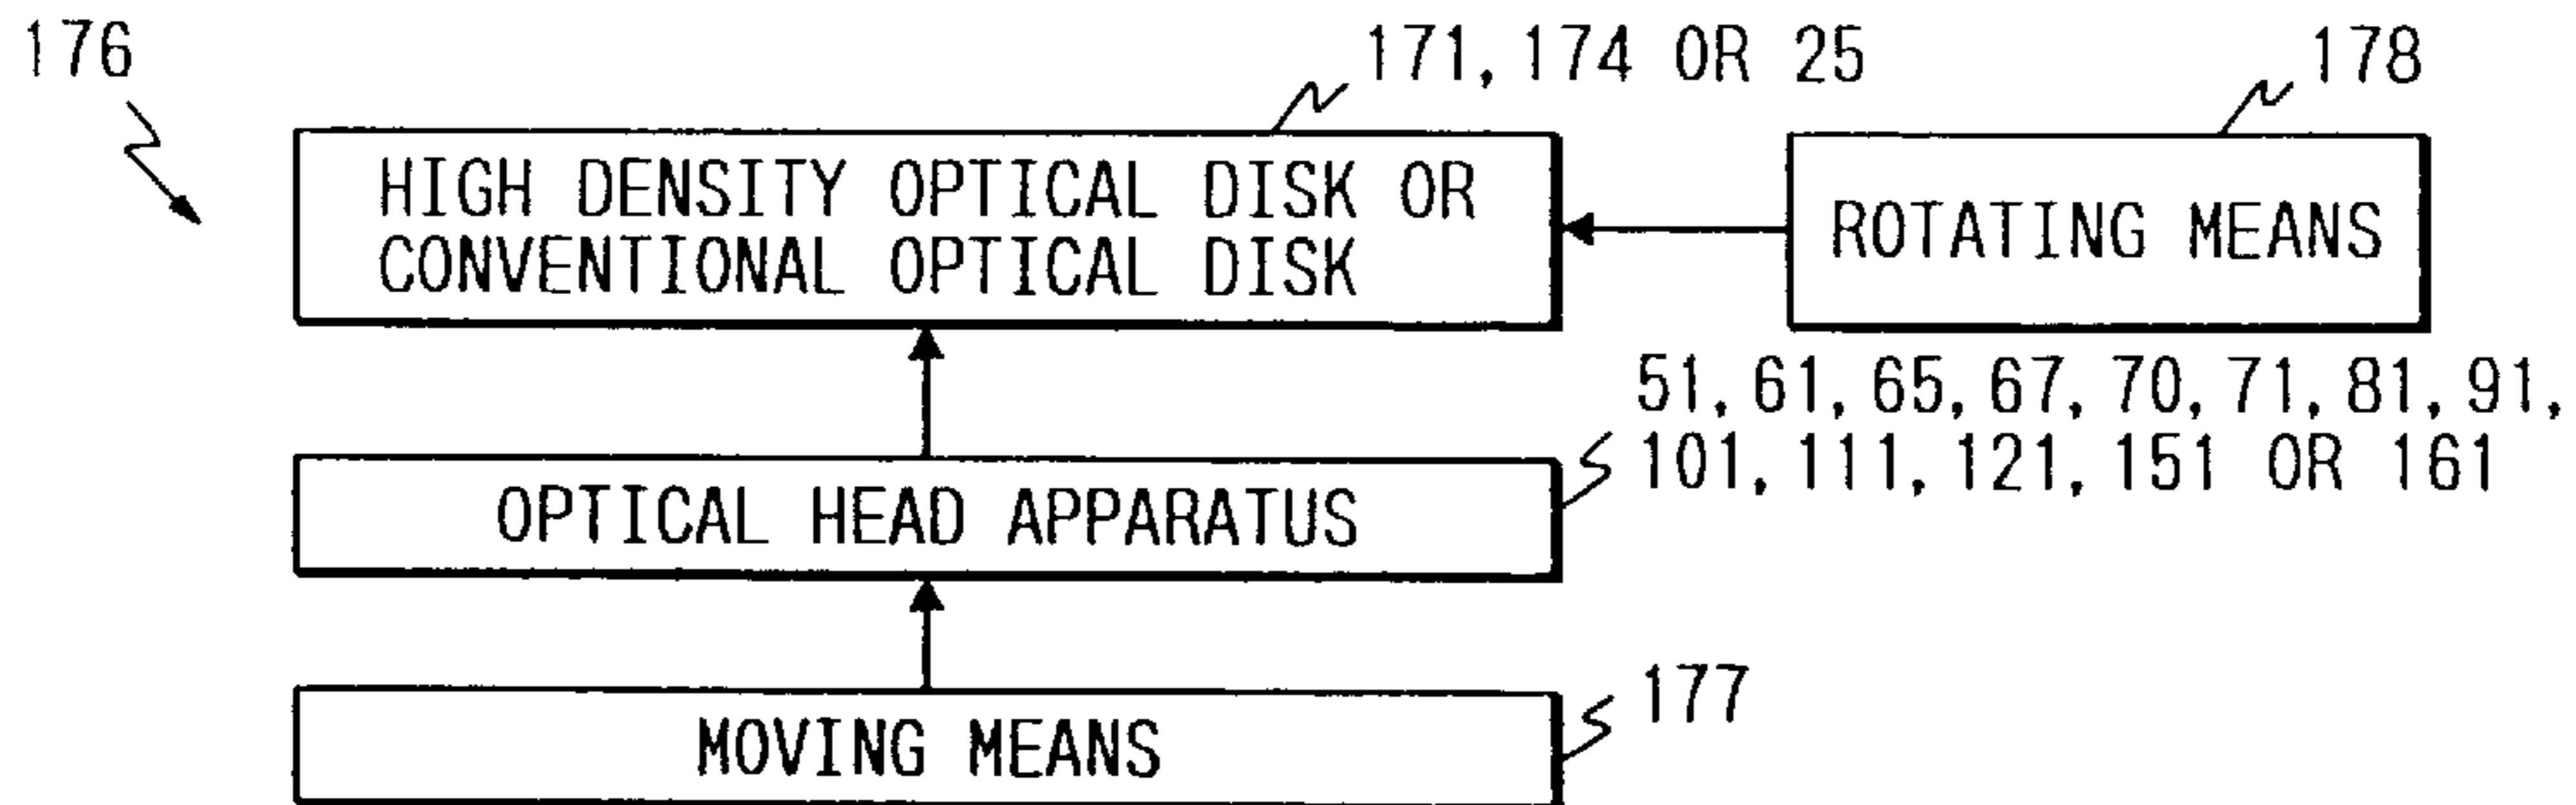 176
171, 174 OR 25
178
HIGH DENSITY OPTICAL DISK OR
CONVENTIONAL OPTICAL DISK
ROTATING MEANS
51, 61, 65, 67, 70, 71, 81, 91,
101, 111, 121, 151 OR 161
OPTICAL HEAD APPARATUS
177
MOVING MEANS